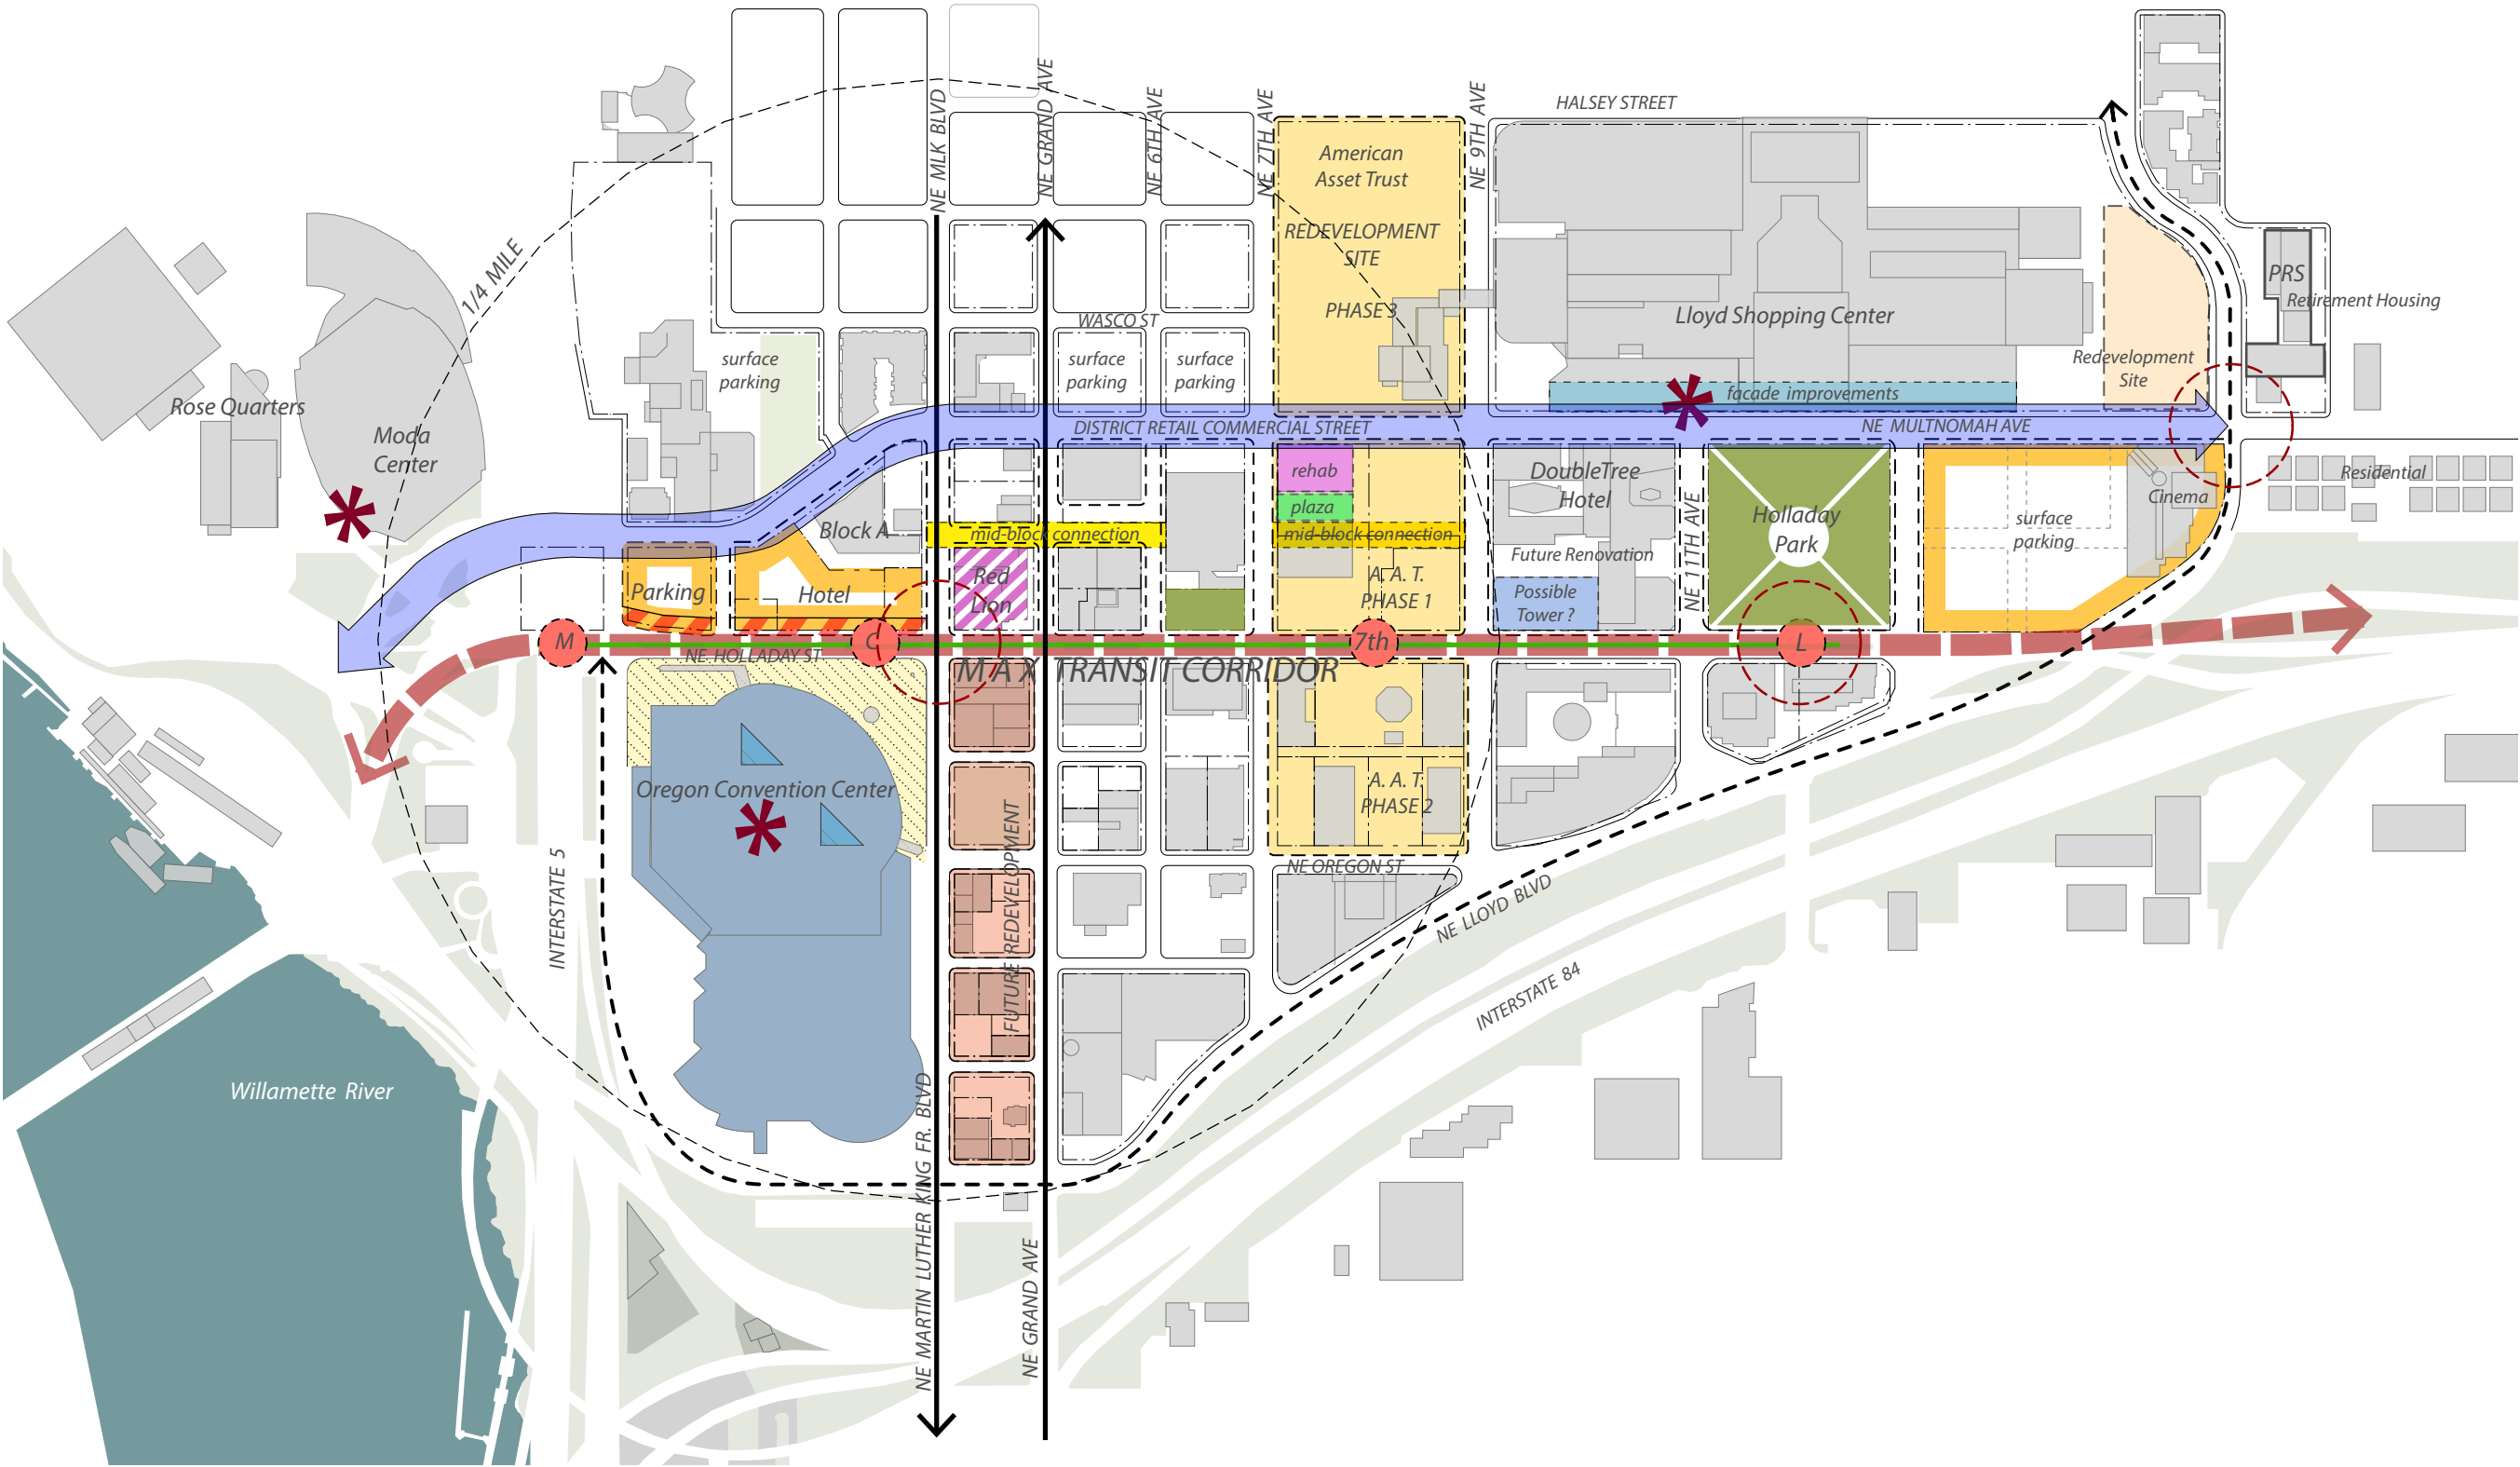 HALSEY STREET
NE MLK BLVD
NE GRAND AVE
NE 6TH AVE
NE 7TH AVE
NE 9TH AVE
American
Asset Trust
REDEVELOPMENT
SITE
PHASE 3
1/4 MILE
PRS
Retirement Housing
Lloyd Shopping Center
WASCO ST
surface
parking
surface
parking
surface
parking
Redevelopment
Site
facade improvements
Rose Quarters
Moda
Center
DISTRICT RETAIL COMMERCIAL STREET
NE MULTNOMAH AVE
rehab
plaza
DoubleTree
Hotel
Residential
Cinema
Holladay
Park
surface
parking
Block A
mid-block connection
mid-block connection
Future Renovation
NE 11TH AVE
Red
Lion
A. A. T.
PHASE 1
Possible
Tower ?
Parking
Hotel
M
C
7th
L
NE HOLLADAY ST
MAX TRANSIT CORRIDOR
Oregon Convention Center
A. A. T.
PHASE 2
FUTURE REDEVELOPMENT
NE OREGON ST
INTERSTATE 5
NE LLOYD BLVD
INTERSTATE 84
Willamette River
NE MARTIN LUTHER KING FR. BLVD
NE GRAND AVE